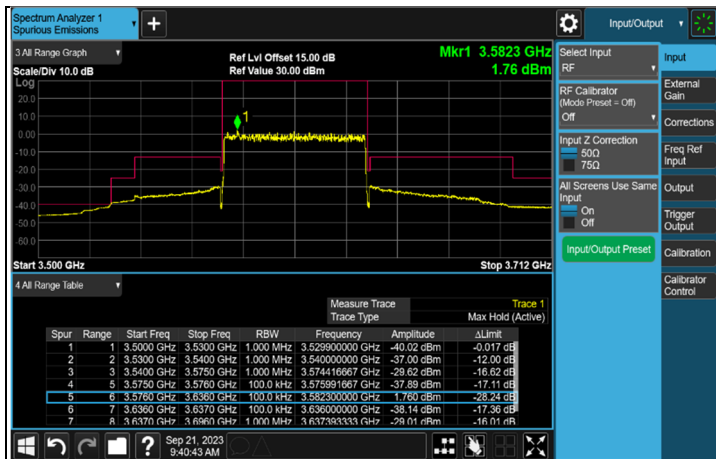 Spectrum Analyzer 1
Spurious Emissions
+
Input/Output
3 All Range Graph
Ref Lvl Offset 15.00 dB
Mkr1 3.5823 GHz
Scale/Div 10.0 dB
Ref Value 30.00 dBm
1.76 dBm
Log
20.0
10.0
0.00
-10.0
-20.0
-30.0
-40.0
-50.0
-60.0
1
Start 3.500 GHz
Stop 3.712 GHz
4 All Range Table
Measure Trace Trace 1
Trace Type Max Hold (Active)
Spur Range Start Freq Stop Freq RBW Frequency Amplitude ΔLimit
1 1 3.5000 GHz 3.5300 GHz 1.000 MHz 3.529900000 GHz -40.02 dBm -0.017 dB
2 2 3.5300 GHz 3.5400 GHz 1.000 MHz 3.540000000 GHz -37.00 dBm -12.00 dB
3 3 3.5400 GHz 3.5750 GHz 1.000 MHz 3.574416667 GHz -29.62 dBm -16.62 dB
4 5 3.5750 GHz 3.5760 GHz 100.0 kHz 3.575991667 GHz -37.89 dBm -17.11 dB
5 6 3.5760 GHz 3.6360 GHz 100.0 kHz 3.582300000 GHz 1.760 dBm -28.24 dB
6 7 3.6360 GHz 3.6370 GHz 100.0 kHz 3.636000000 GHz -38.14 dBm -17.36 dB
7 8 3.6370 GHz 3.6960 GHz 1.000 MHz 3.637393333 GHz -29.01 dBm -16.01 dB
?
Sep 21, 2023
9:40:43 AM
Select Input
RF
RF Calibrator
(Mode Preset = Off)
Off
Input Z Correction
50Ω
75Ω
All Screens Use Same
Input
On
Off
Input/Output Preset
Input
External
Gain
Corrections
Freq Ref
Input
Output
Trigger
Output
Calibration
Calibrator
Control